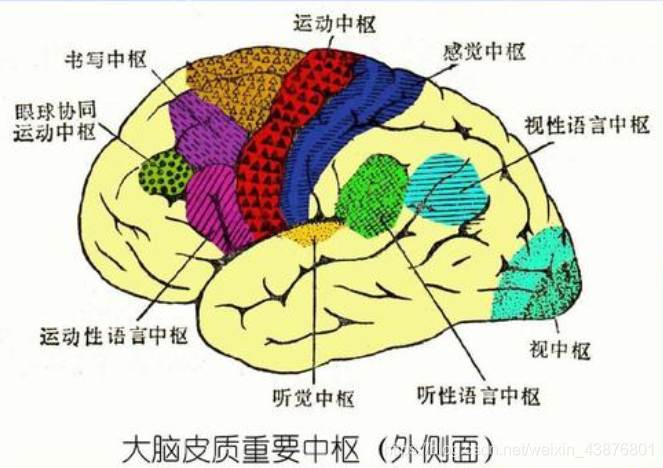 运动中枢
书写中枢
感觉中枢
眼球协同
运动中枢
视性语言中枢
运动性语言中枢
视中枢
听觉中枢
听性语言中枢
大脑皮质重要中枢(外侧面)
net/weixin_43876801